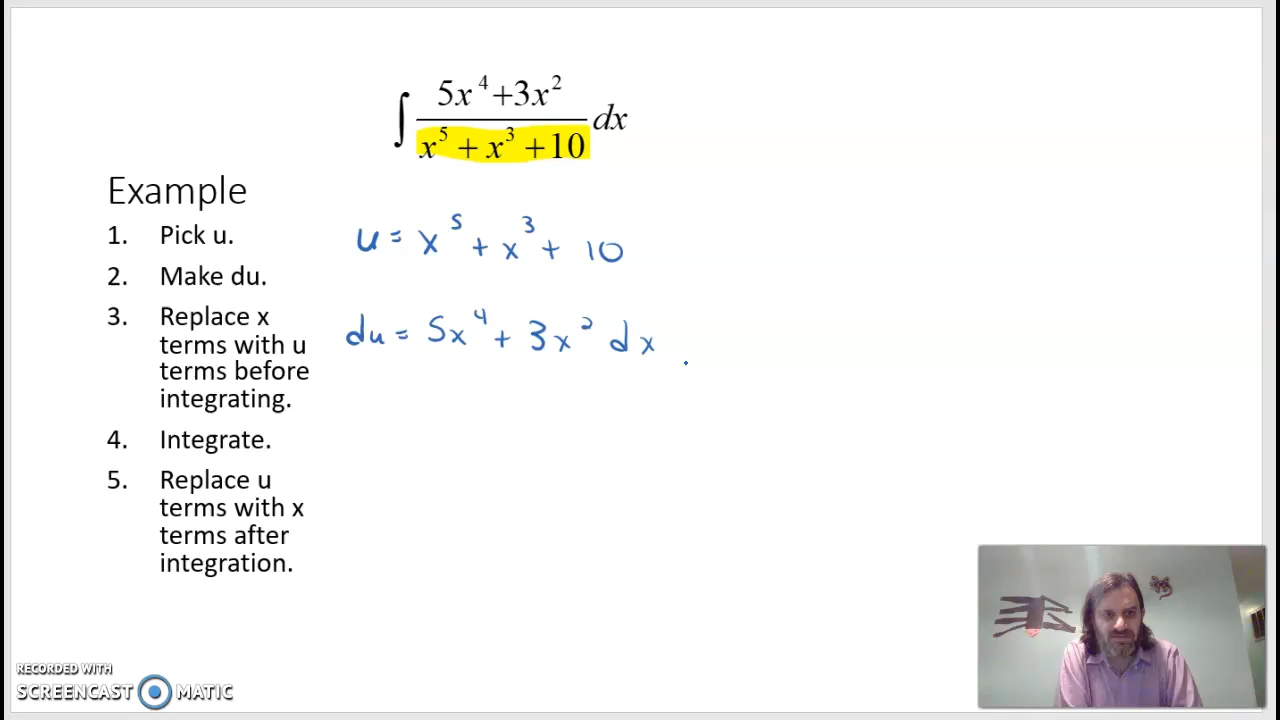 ∫ (5x⁴+3x²)/(x⁵ + x³ +10) dx
Example
1. Pick u.
u = x⁵ + x³ + 10
2. Make du.
3. Replace x
terms with u
terms before
integrating.
du = 5x⁴ + 3x² dx
4. Integrate.
5. Replace u
terms with x
terms after
integration.
RECORDED WITH
SCREENCAST MATIC